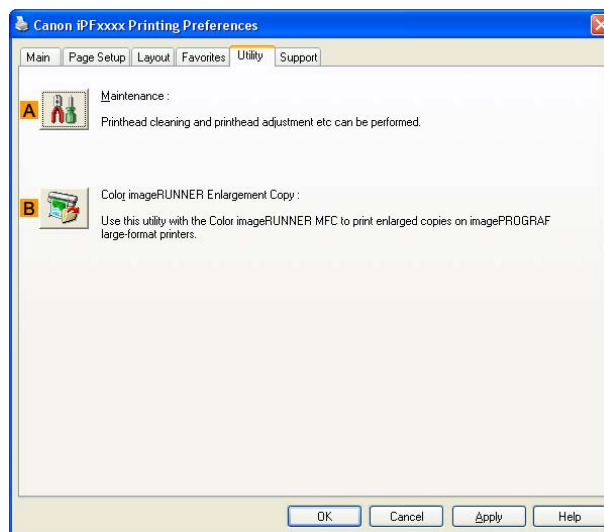 Canon iPFxxxx Printing Preferences
Main Page Setup Layout Favorites Utility Support
A
Maintenance :
Printhead cleaning and printhead adjustment etc can be performed.
B
Color imageRUNNER Enlargement Copy :
Use this utility with the Color imageRUNNER MFC to print enlarged copies on imagePROGRAF
large-format printers.
OK Cancel Apply Help